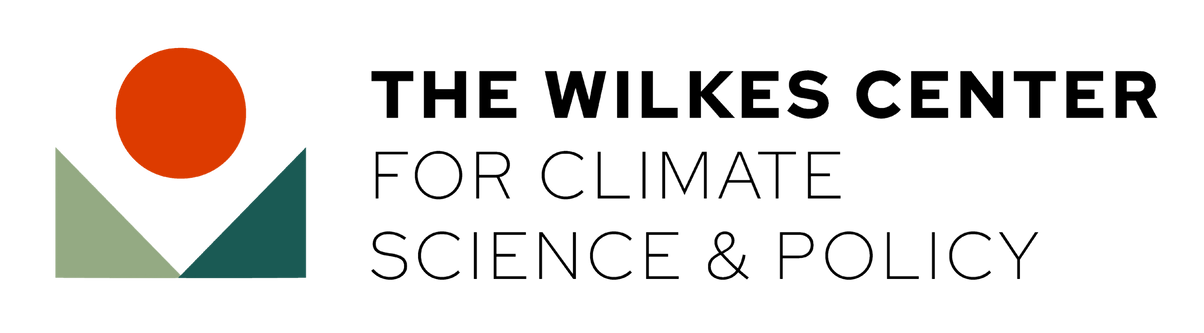 THE WILKES CENTER
FOR CLIMATE
SCIENCE & POLICY